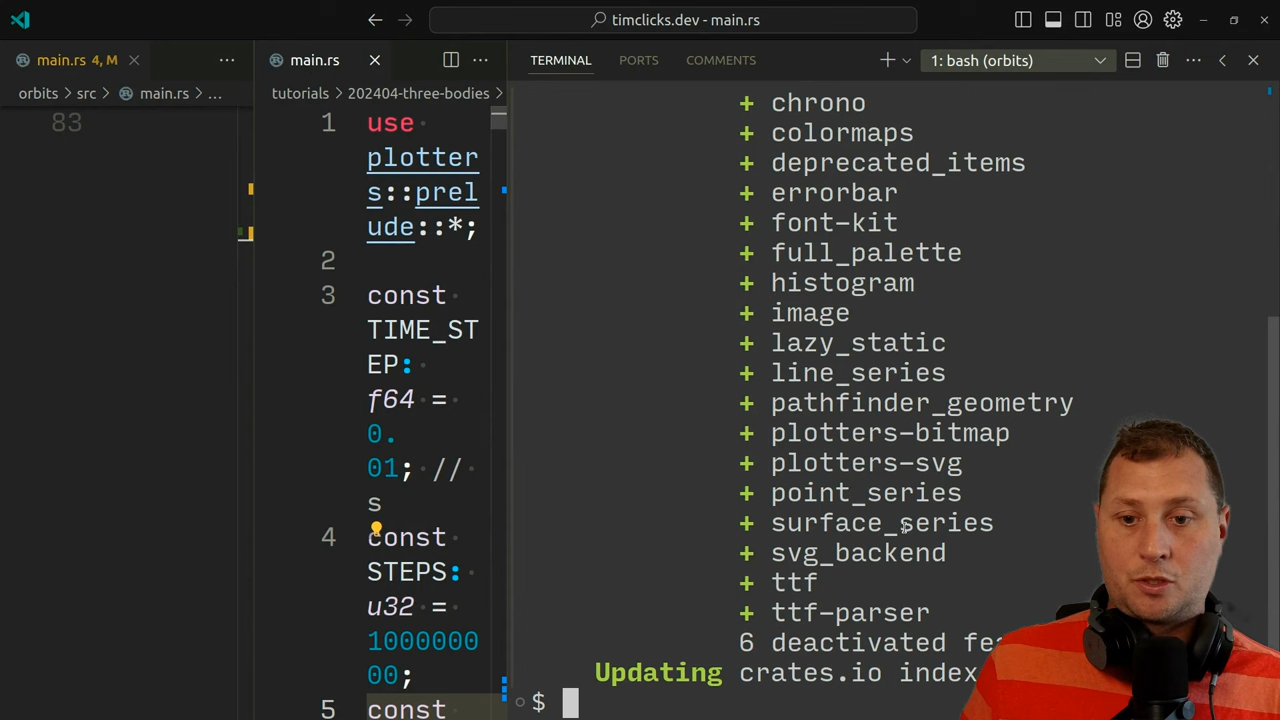 timclicks.dev - main.rs
main.rs 4, M
main.rs
TERMINAL
PORTS
COMMENTS
1: bash (orbits)
orbits > src > main.rs > ...
tutorials > 202404-three-bodies >
83
1 use
plotter
s::prel
ude::*;
2
3 const
TIME_ST
EP:
f64 =
0.
01; //
s
4 const
STEPS:
u32 =
1000000
00;
5 const
+ chrono
+ colormaps
+ deprecated_items
+ errorbar
+ font-kit
+ full_palette
+ histogram
+ image
+ lazy_static
+ line_series
+ pathfinder_geometry
+ plotters-bitmap
+ plotters-svg
+ point_series
+ surface_series
+ svg_backend
+ ttf
+ ttf-parser
6 deactivated
Updating crates.io index
$